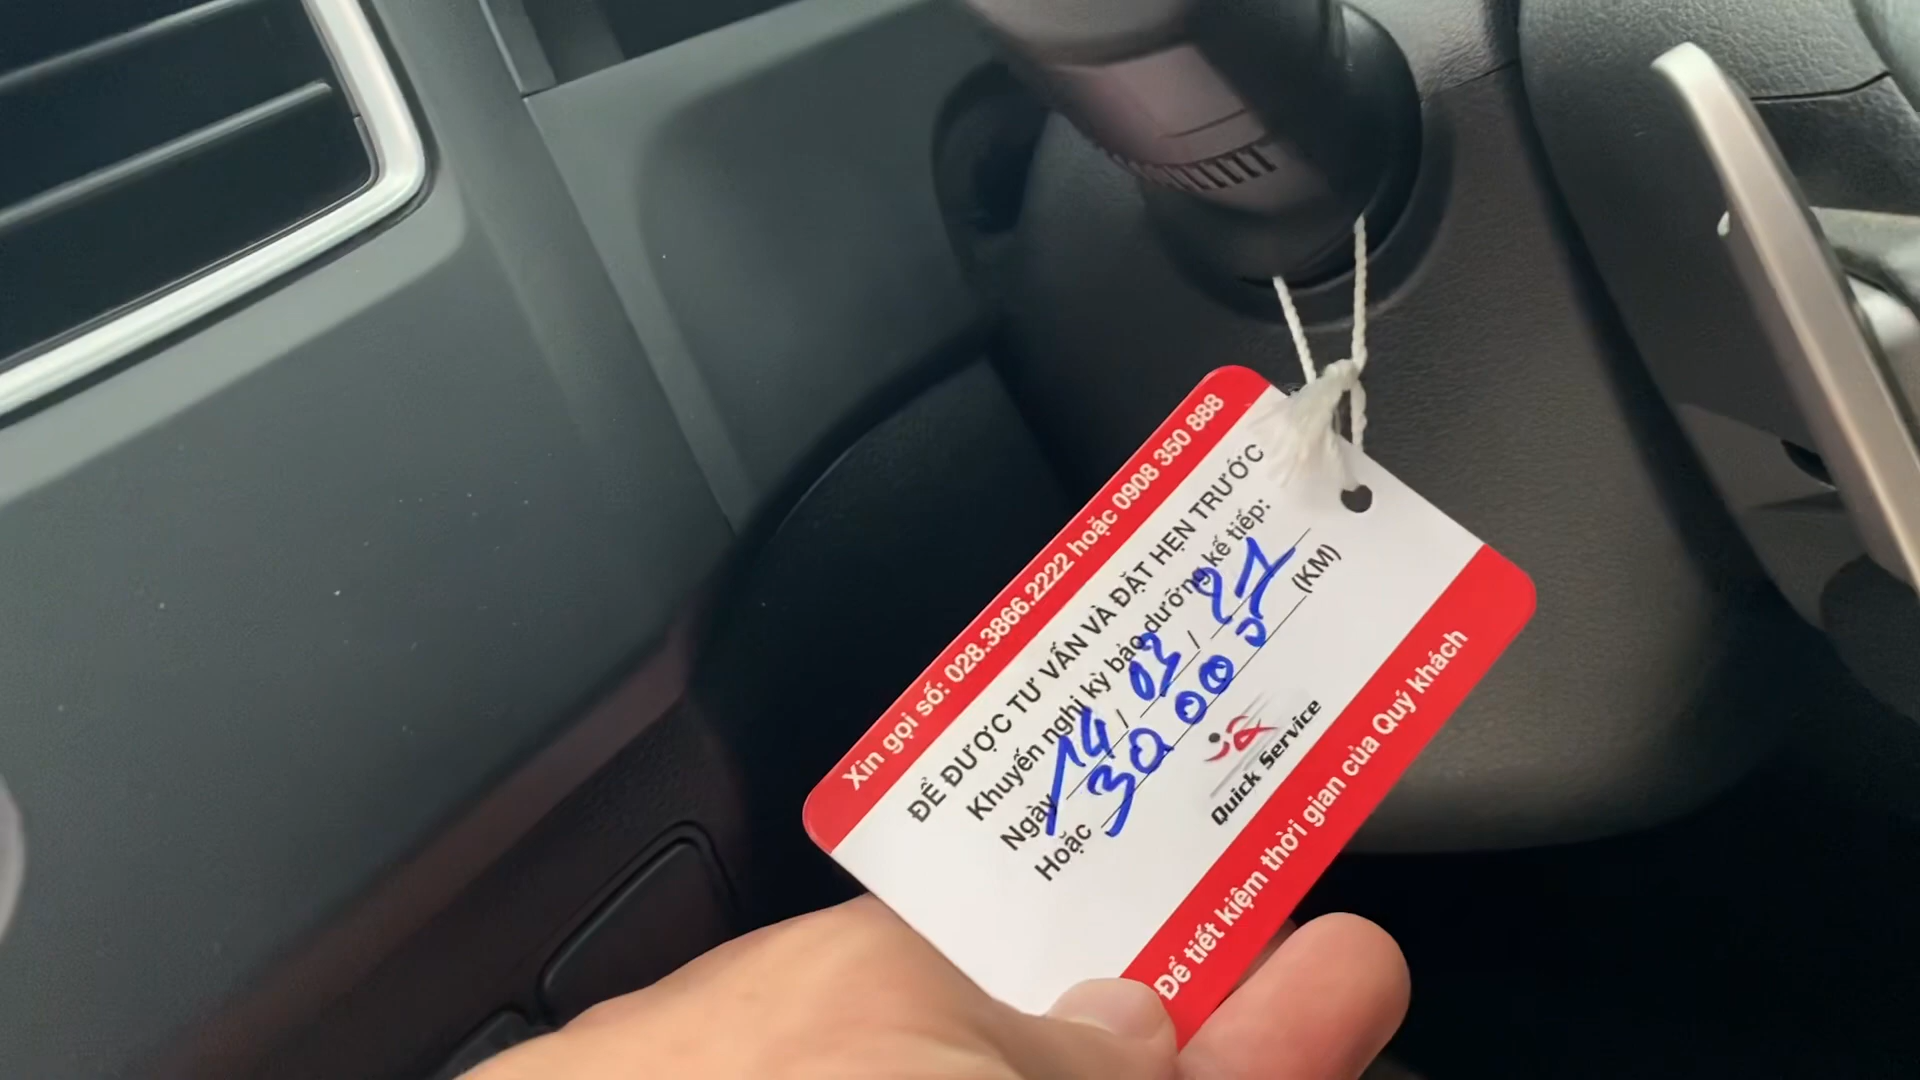 Xin gọi số: 028.3866.2222 hoặc 0908 350 888
ĐỂ ĐƯỢC TƯ VẤN VÀ ĐẶT HẸN TRƯỚC
Khuyến nghị kỳ bảo dưỡng kế tiếp:
Ngày 14 / 03 / 21
Hoặc 30 000 (KM)
Quick Service
Để tiết kiệm thời gian của Quý khách